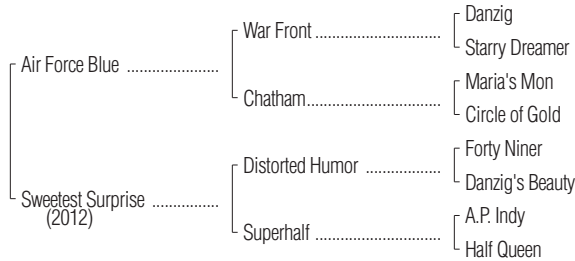 Danzig
War Front
Starry Dreamer
Air Force Blue
Maria's Mon
Chatham
Circle of Gold
Forty Niner
Distorted Humor
Danzig's Beauty
Sweetest Surprise
(2012)
A.P. Indy
Superhalf
Half Queen